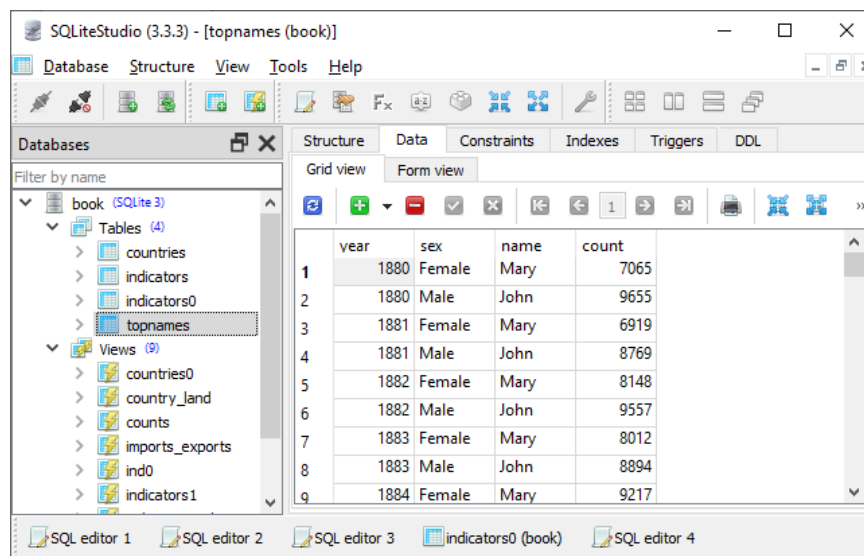 SQLiteStudio (3.3.3) - [topnames (book)]
Database Structure View Tools Help
Databases
Filter by name
book (SQLite 3)
Tables (4)
countries
indicators
indicators0
topnames
Views (9)
countries0
country_land
counts
imports_exports
ind0
indicators1
Structure Data Constraints Indexes Triggers DDL
Grid view Form view
1
year sex name count
1 1880 Female Mary 7065
2 1880 Male John 9655
3 1881 Female Mary 6919
4 1881 Male John 8769
5 1882 Female Mary 8148
6 1882 Male John 9557
7 1883 Female Mary 8012
8 1883 Male John 8894
9 1884 Female Mary 9217
SQL editor 1 SQL editor 2 SQL editor 3 indicators0 (book) SQL editor 4